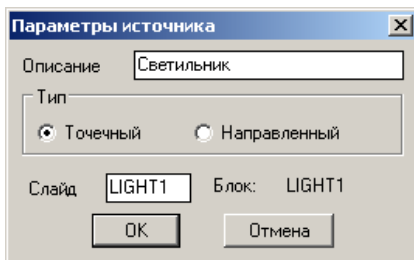 Параметры источника
Описание Светильник
Тип
Точечный Направленный
Слайд LIGHT1 Блок: LIGHT1
OK Отмена